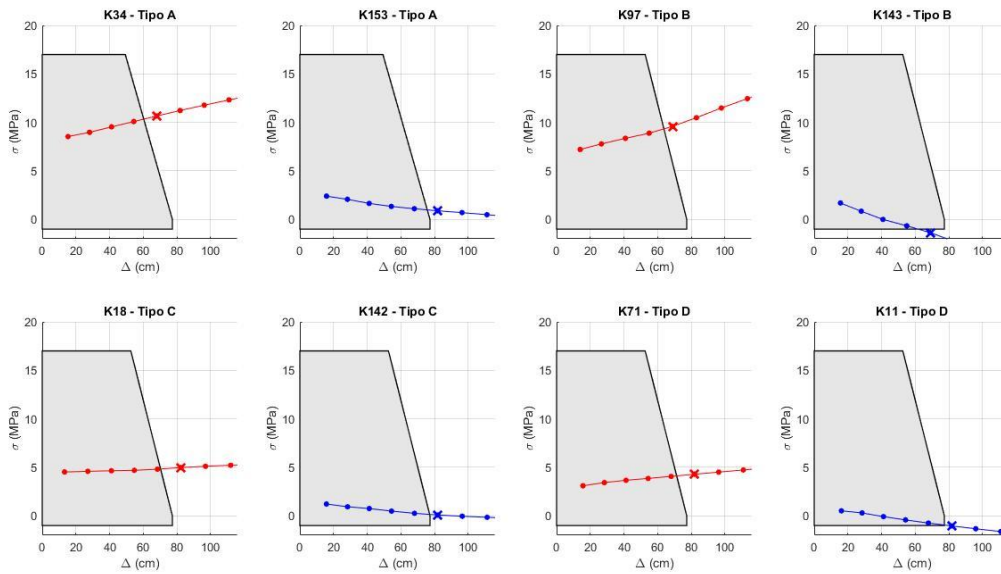 K34 - Tipo A
20
15
10
5
0
σ (MPa)
0 20 40 60 80 100
Δ (cm)
K153 - Tipo A
20
15
10
5
0
σ (MPa)
0 20 40 60 80 100
Δ (cm)
K97 - Tipo B
20
15
10
5
0
σ (MPa)
0 20 40 60 80 100
Δ (cm)
K143 - Tipo B
20
15
10
5
0
σ (MPa)
0 20 40 60 80 100
Δ (cm)
K18 - Tipo C
20
15
10
5
0
σ (MPa)
0 20 40 60 80 100
Δ (cm)
K142 - Tipo C
20
15
10
5
0
σ (MPa)
0 20 40 60 80 100
Δ (cm)
K71 - Tipo D
20
15
10
5
0
σ (MPa)
0 20 40 60 80 100
Δ (cm)
K11 - Tipo D
20
15
10
5
0
σ (MPa)
0 20 40 60 80 100
Δ (cm)